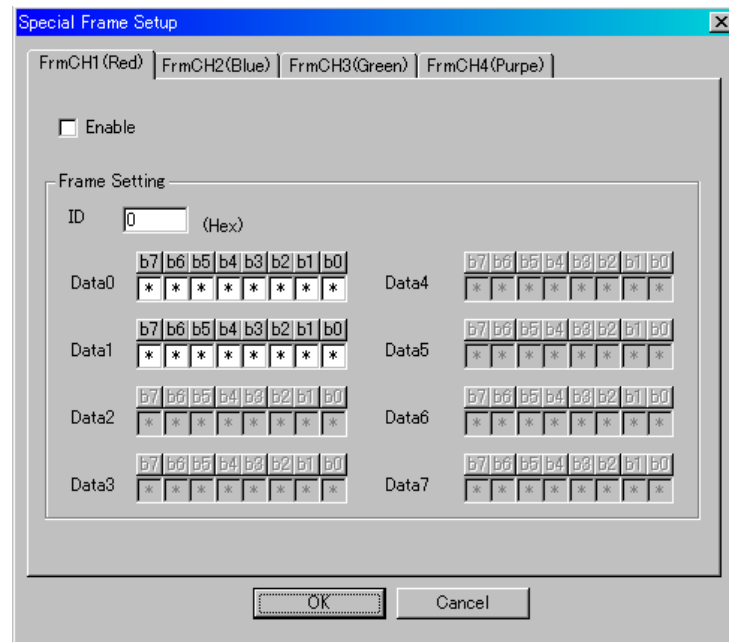 Special Frame Setup
FrmCH1(Red) FrmCH2(Blue) FrmCH3(Green) FrmCH4(Purpe)
Enable
Frame Setting
ID 0 (Hex)
b7 b6 b5 b4 b3 b2 b1 b0 b7 b6 b5 b4 b3 b2 b1 b0
Data0 * * * * * * * * Data4 * * * * * * * *
b7 b6 b5 b4 b3 b2 b1 b0 b7 b6 b5 b4 b3 b2 b1 b0
Data1 * * * * * * * * Data5 * * * * * * * *
b7 b6 b5 b4 b3 b2 b1 b0 b7 b6 b5 b4 b3 b2 b1 b0
Data2 * * * * * * * * Data6 * * * * * * * *
b7 b6 b5 b4 b3 b2 b1 b0 b7 b6 b5 b4 b3 b2 b1 b0
Data3 * * * * * * * * Data7 * * * * * * * *
OK Cancel